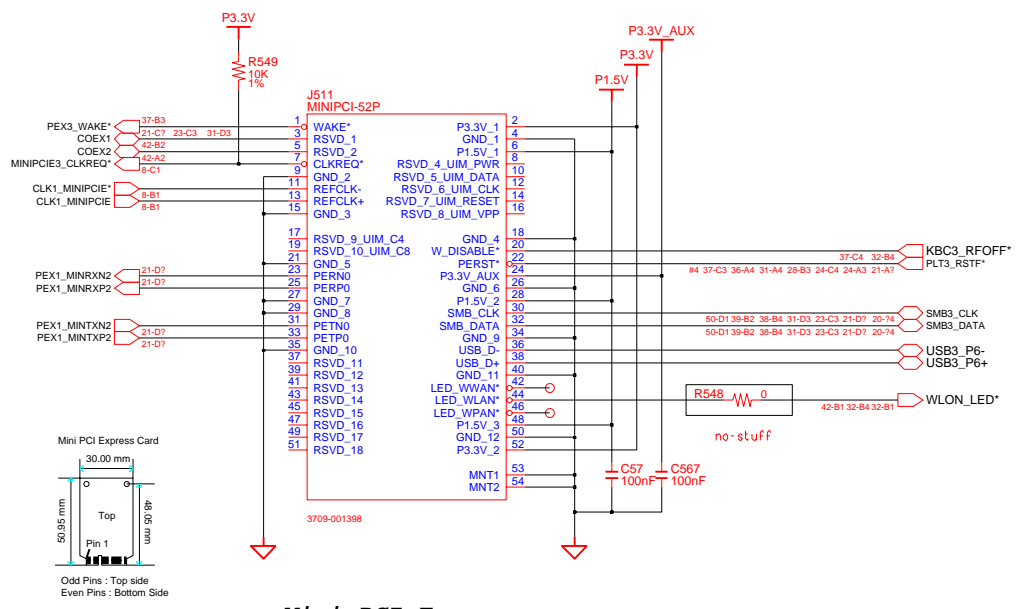 P3.3V
P3.3V_AUX
P3.3V
P1.5V
R549
10K
1%
J511
MINIPCI-52P
PEX3_WAKE* 37-B3 1 WAKE* P3.3V_1 2
COEX1 21-C? 23-C3 31-D3 3 RSVD_1 GND_1 4
COEX2 42-B2 5 RSVD_2 P1.5V_1 6
MINIPCIE3_CLKREQ* 42-A2 7 CLKREQ* RSVD_4_UIM_PWR 8
8-C1 9 GND_2 RSVD_5_UIM_DATA 10
CLK1_MINIPCIE* 11 REFCLK- RSVD_6_UIM_CLK 12
CLK1_MINIPCIE 8-B1 13 REFCLK+ RSVD_7_UIM_RESET 14
8-B1 15 GND_3 RSVD_8_UIM_VPP 16
17 RSVD_9_UIM_C4 GND_4 18
19 RSVD_10_UIM_C8 W_DISABLE* 20 KBC3_RFOFF*
21 GND_5 PERST* 22 37-C4 32-B4 PLT3_RSTF*
PEX1_MINRXN2 21-D? 23 PERN0 P3.3V_AUX 24 #4 37-C3 36-A4 31-A4 28-B3 24-C4 24-A3 21-A?
PEX1_MINRXP2 21-D? 25 PERP0 GND_6 26
27 GND_7 P1.5V_2 28
29 GND_8 SMB_CLK 30 SMB3_CLK
PEX1_MINTXN2 31 PETN0 SMB_DATA 32 50-D1 39-B2 38-B4 31-D3 23-C3 21-D? 20-?4 SMB3_DATA
PEX1_MINTXP2 21-D? 33 PETP0 GND_9 34 50-D1 39-B2 38-B4 31-D3 23-C3 21-D? 20-?4
21-D? 35 GND_10 USB_D- 36 USB3_P6-
37 RSVD_11 USB_D+ 38 USB3_P6+
39 RSVD_12 GND_11 40
41 RSVD_13 LED_WWAN* 42
43 RSVD_14 LED_WLAN* 44 R548 0 WLON_LED*
45 RSVD_15 LED_WPAN* 46 42-B1 32-B4 32-B1
47 RSVD_16 P1.5V_3 48
49 RSVD_17 GND_12 50 no-stuff
51 RSVD_18 P3.3V_2 52
MNT1 53
MNT2 54
C57
100nF
C567
100nF
3709-001398
Mini PCI Express Card
30.00 mm
50.95 mm
48.05 mm
Top
Pin 1
Odd Pins : Top side
Even Pins : Bottom Side